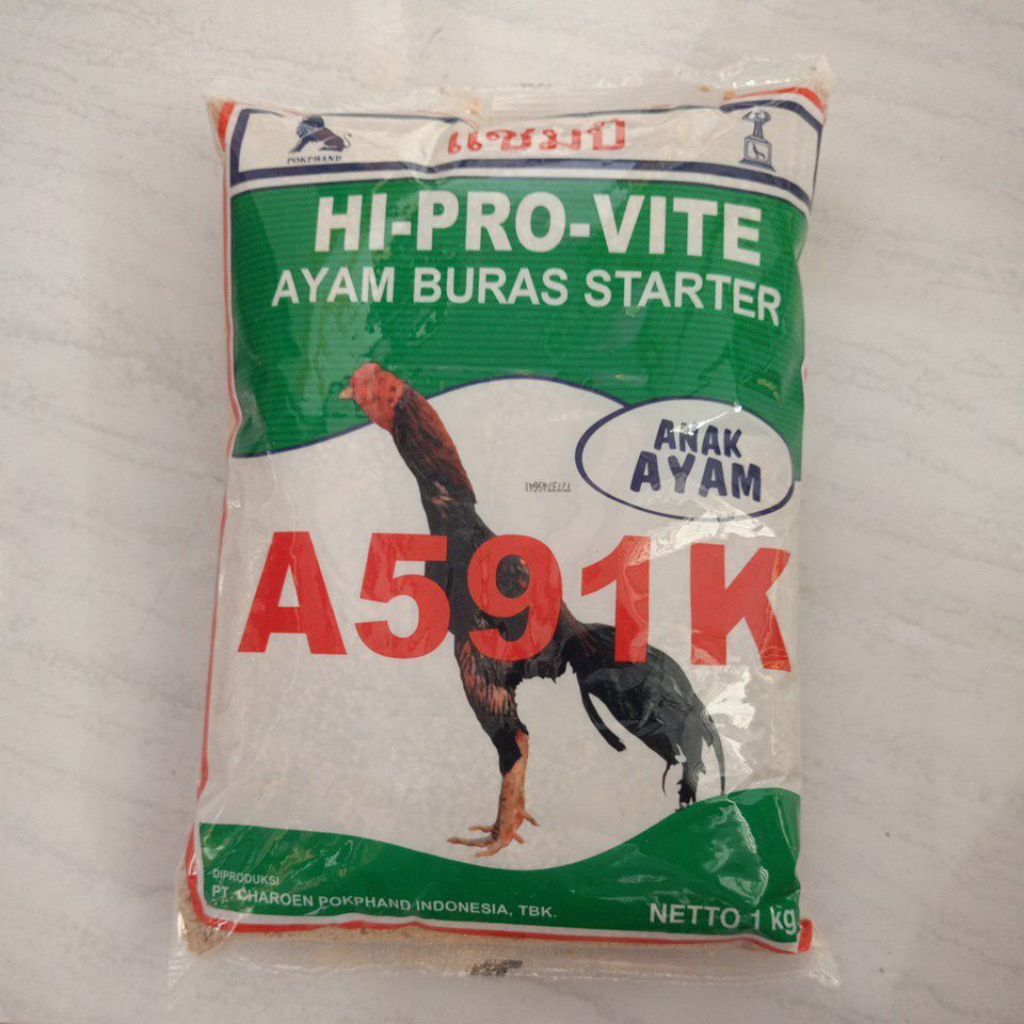 POKPHAND
แชมป์
HI-PRO-VITE
AYAM BURAS STARTER
ANAK
AYAM
A591K
DIPRODUKSI
PT. CHAROEN POKPHAND INDONESIA, TBK.
NETTO 1 kg